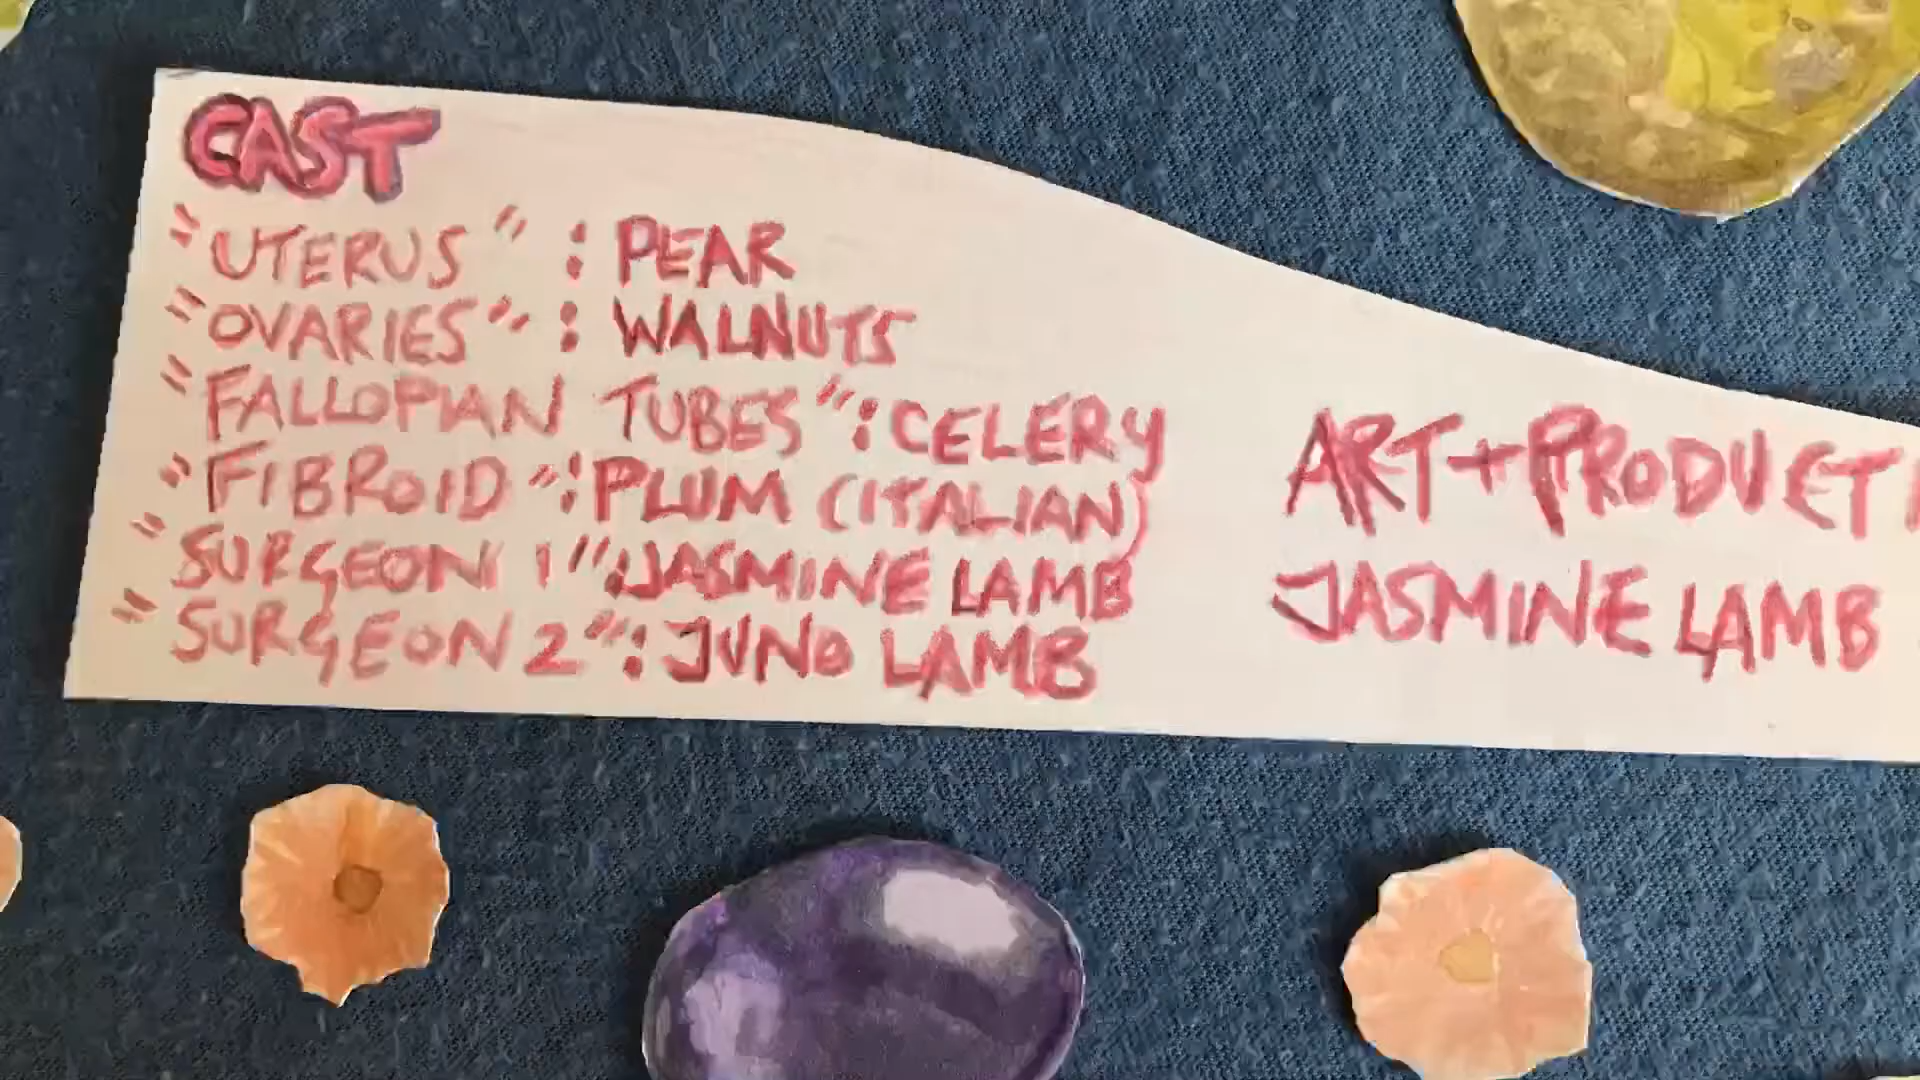 CAST
"UTERUS" : PEAR
"OVARIES" : WALNUTS
"FALLOPIAN TUBES" : CELERY
"FIBROID" : PLUM (ITALIAN)
"SURGEON 1" : JASMINE LAMB
"SURGEON 2" : JUNO LAMB
ART + PRODUCTI
JASMINE LAMB